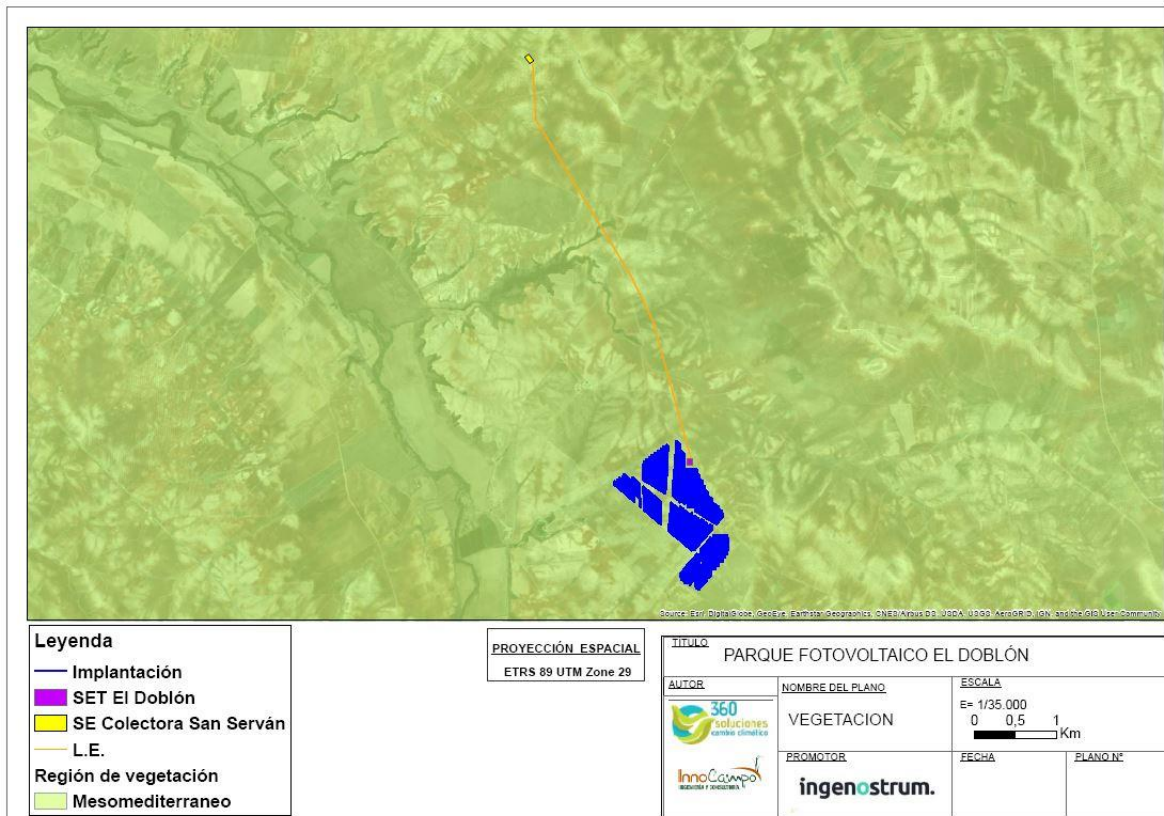 Source: Esri, DigitalGlobe, GeoEye, Earthstar Geographics, CNES/Airbus DS, USDA, USGS, AeroGRID, IGN, and the GIS User Community
Leyenda
Implantación
SET El Doblón
SE Colectora San Serván
L.E.
Región de vegetación
Mesomediterraneo
PROYECCIÓN ESPACIAL
ETRS 89 UTM Zone 29
TÍTULO
PARQUE FOTOVOLTAICO EL DOBLÓN
AUTOR
360
soluciones
cambio climático
InnoCampo
NOMBRE DEL PLANO
VEGETACION
ESCALA
E= 1/35.000
0 0,5 1
Km
PROMOTOR
ingenostrum.
FECHA
PLANO Nº